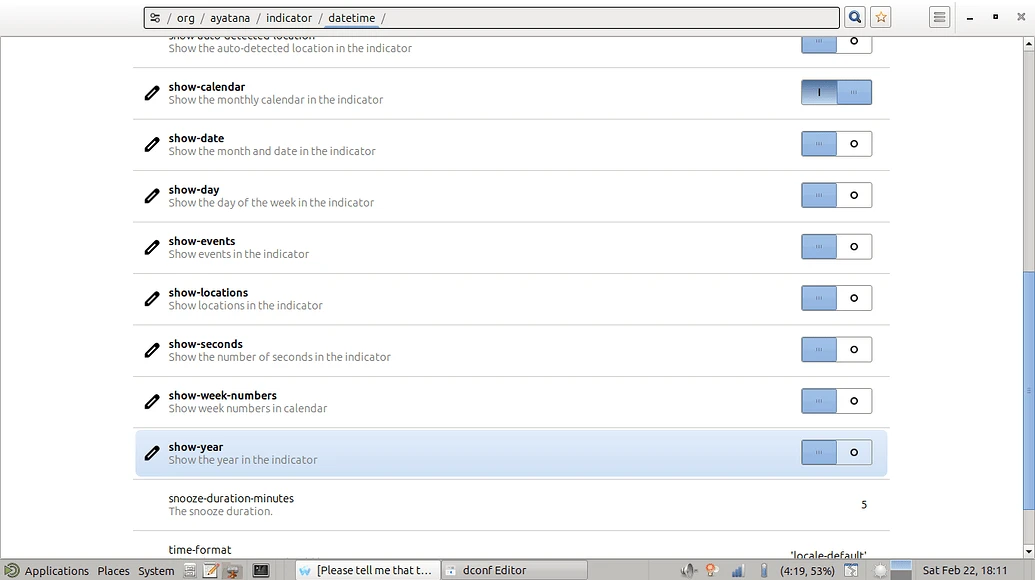 / org / ayatana / indicator / datetime /
show-auto-detected-location
Show the auto-detected location in the indicator
show-calendar
Show the monthly calendar in the indicator
show-date
Show the month and date in the indicator
show-day
Show the day of the week in the indicator
show-events
Show events in the indicator
show-locations
Show locations in the indicator
show-seconds
Show the number of seconds in the indicator
show-week-numbers
Show week numbers in calendar
show-year
Show the year in the indicator
snooze-duration-minutes
5
The snooze duration.
time-format
'locale-default'
Applications Places System [Please tell me that t... dconf Editor (4:19, 53%) Sat Feb 22, 18:11